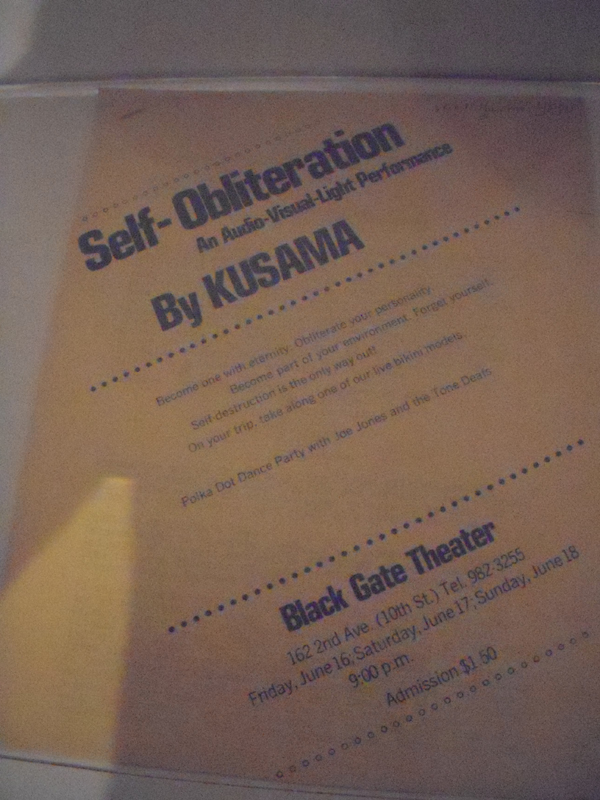 Self-Obliteration
An Audio-Visual-Light Performance
By KUSAMA
Become one with eternity. Obliterate your personality.
Become part of your environment. Forget yourself.
Self-destruction is the only way out!
On your trip, take along one of our live bikini models.
Polka Dot Dance Party with Joe Jones and the Tone Deafs
Black Gate Theater
162 2nd Ave. (10th St.) Tel. 982-3255
Friday, June 16; Saturday, June 17; Sunday, June 18
9:00 p.m.
Admission $1.50